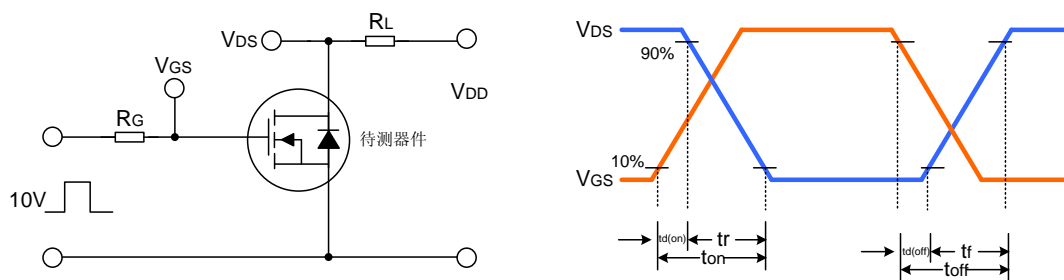 VDS
RL
VGS
VDD
RG
待测器件
10V
VDS
90%
10%
VGS
td(on)
tr
ton
td(off)
tf
toff